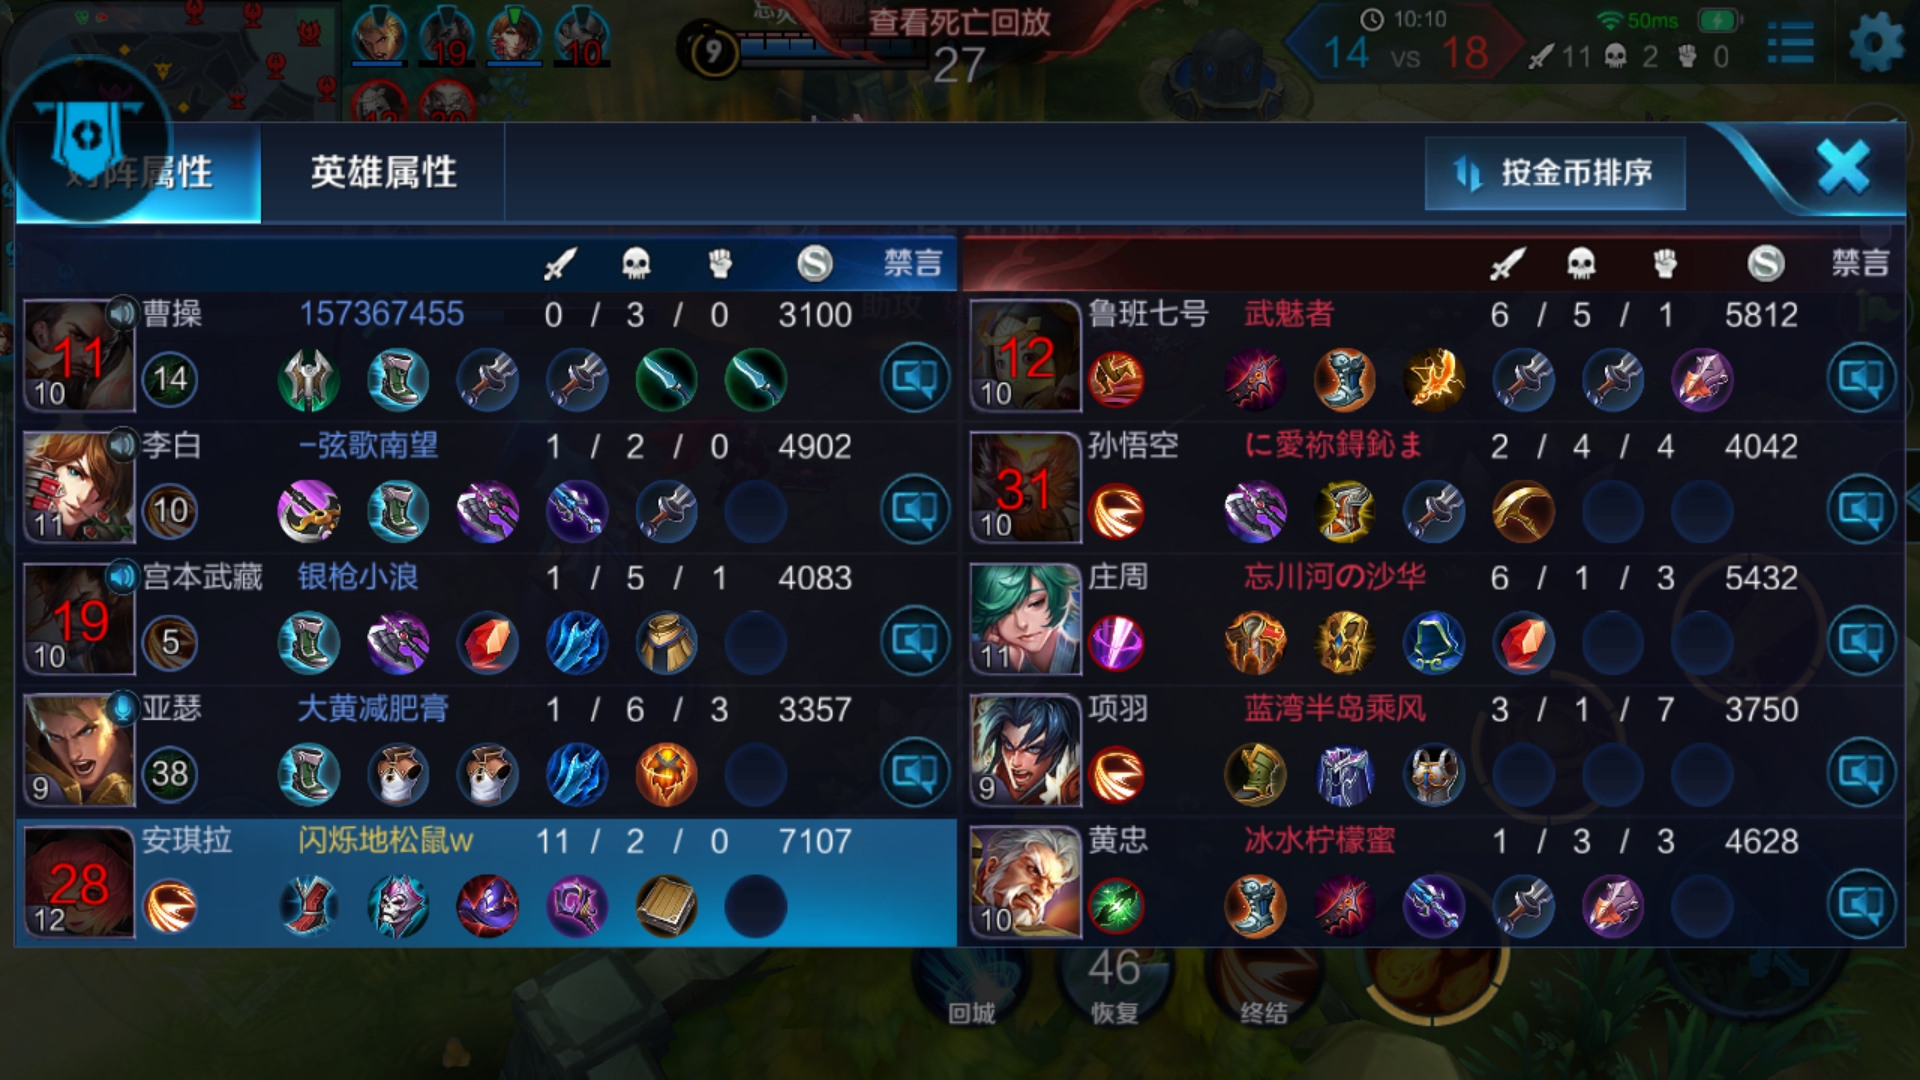 19
10
9
查看死亡回放
27
10:10
50ms
14 vs 18
11 2 0
对阵属性
英雄属性
按金币排序
禁言
禁言
11
10
曹操
157367455
0 / 3 / 0
3100
14
11
李白
–弦歌南望
1 / 2 / 0
4902
10
19
10
宫本武藏
银枪小浪
1 / 5 / 1
4083
5
9
亚瑟
大黄减肥膏
1 / 6 / 3
3357
38
28
12
安琪拉
闪烁地松鼠w
11 / 2 / 0
7107
12
10
鲁班七号
武魅者
6 / 5 / 1
5812
31
10
孙悟空
に愛祢鍀鈊ま
2 / 4 / 4
4042
11
庄周
忘川河の沙华
6 / 1 / 3
5432
9
项羽
蓝湾半岛乘风
3 / 1 / 7
3750
10
黄忠
冰水柠檬蜜
1 / 3 / 3
4628
回城
46
恢复
终结